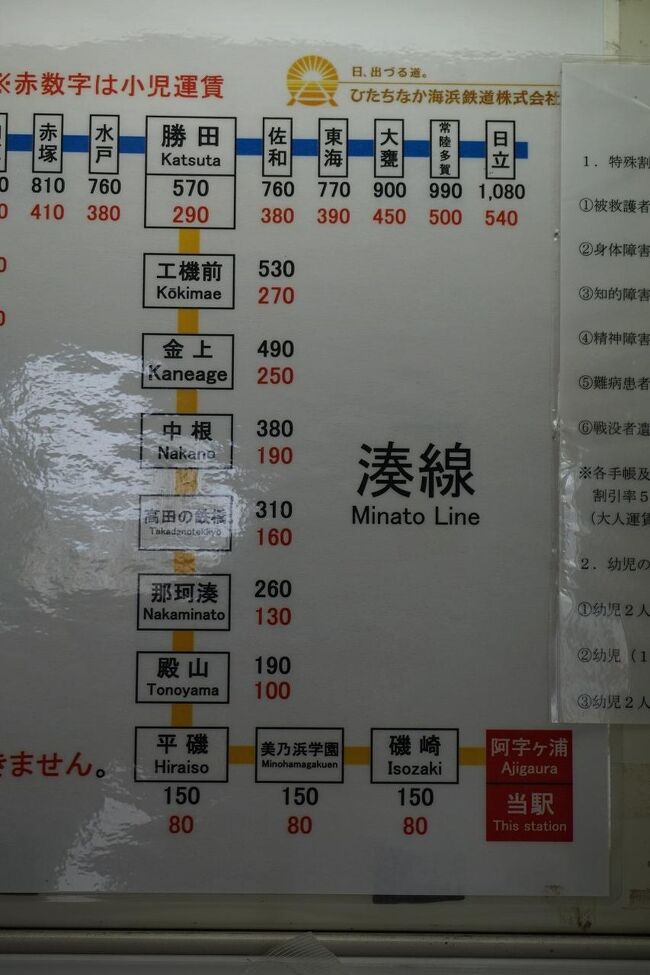 ※赤数字は小児運賃
日、出づる道。
ひたちなか海浜鉄道株式会社
赤塚
水戸
勝田
Katsuta
佐和
東海
大甕
常陸多賀
日立
810
760
570
760
770
900
990
1,080
410
380
290
380
390
450
500
540
工機前
Kōkimae
530
270
金上
Kaneage
490
250
中根
Nakane
380
190
高田の鉄橋
Takadanotekkyō
310
160
那珂湊
Nakaminato
260
130
殿山
Tonoyama
190
100
湊線
Minato Line
平磯
Hiraiso
美乃浜学園
Minohamagakuen
磯崎
Isozaki
阿字ヶ浦
Ajigaura
150
150
150
80
80
80
当駅
This station
きません。
1．特殊割
①被救護者
②身体障害
③知的障害
④精神障害
⑤難病患者
⑥戦没者遺
※各手帳及
割引率5
（大人運賃
2．幼児の
①幼児2人
②幼児（1
③幼児2人